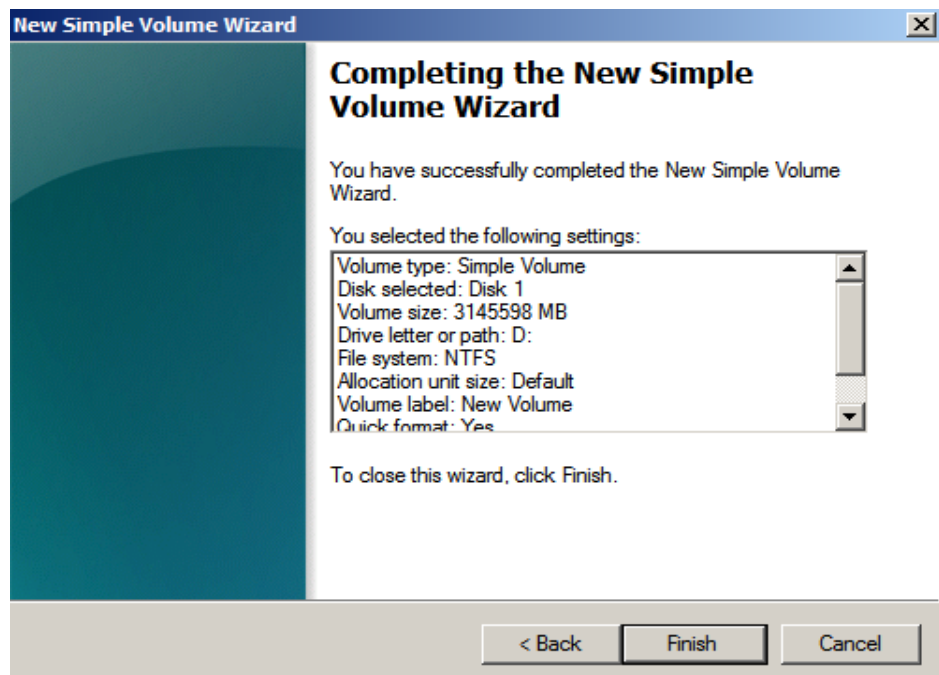 New Simple Volume Wizard
Completing the New Simple
Volume Wizard
You have successfully completed the New Simple Volume
Wizard.
You selected the following settings:
Volume type: Simple Volume
Disk selected: Disk 1
Volume size: 3145598 MB
Drive letter or path: D:
File system: NTFS
Allocation unit size: Default
Volume label: New Volume
Quick format: Yes
To close this wizard, click Finish.
< Back Finish Cancel